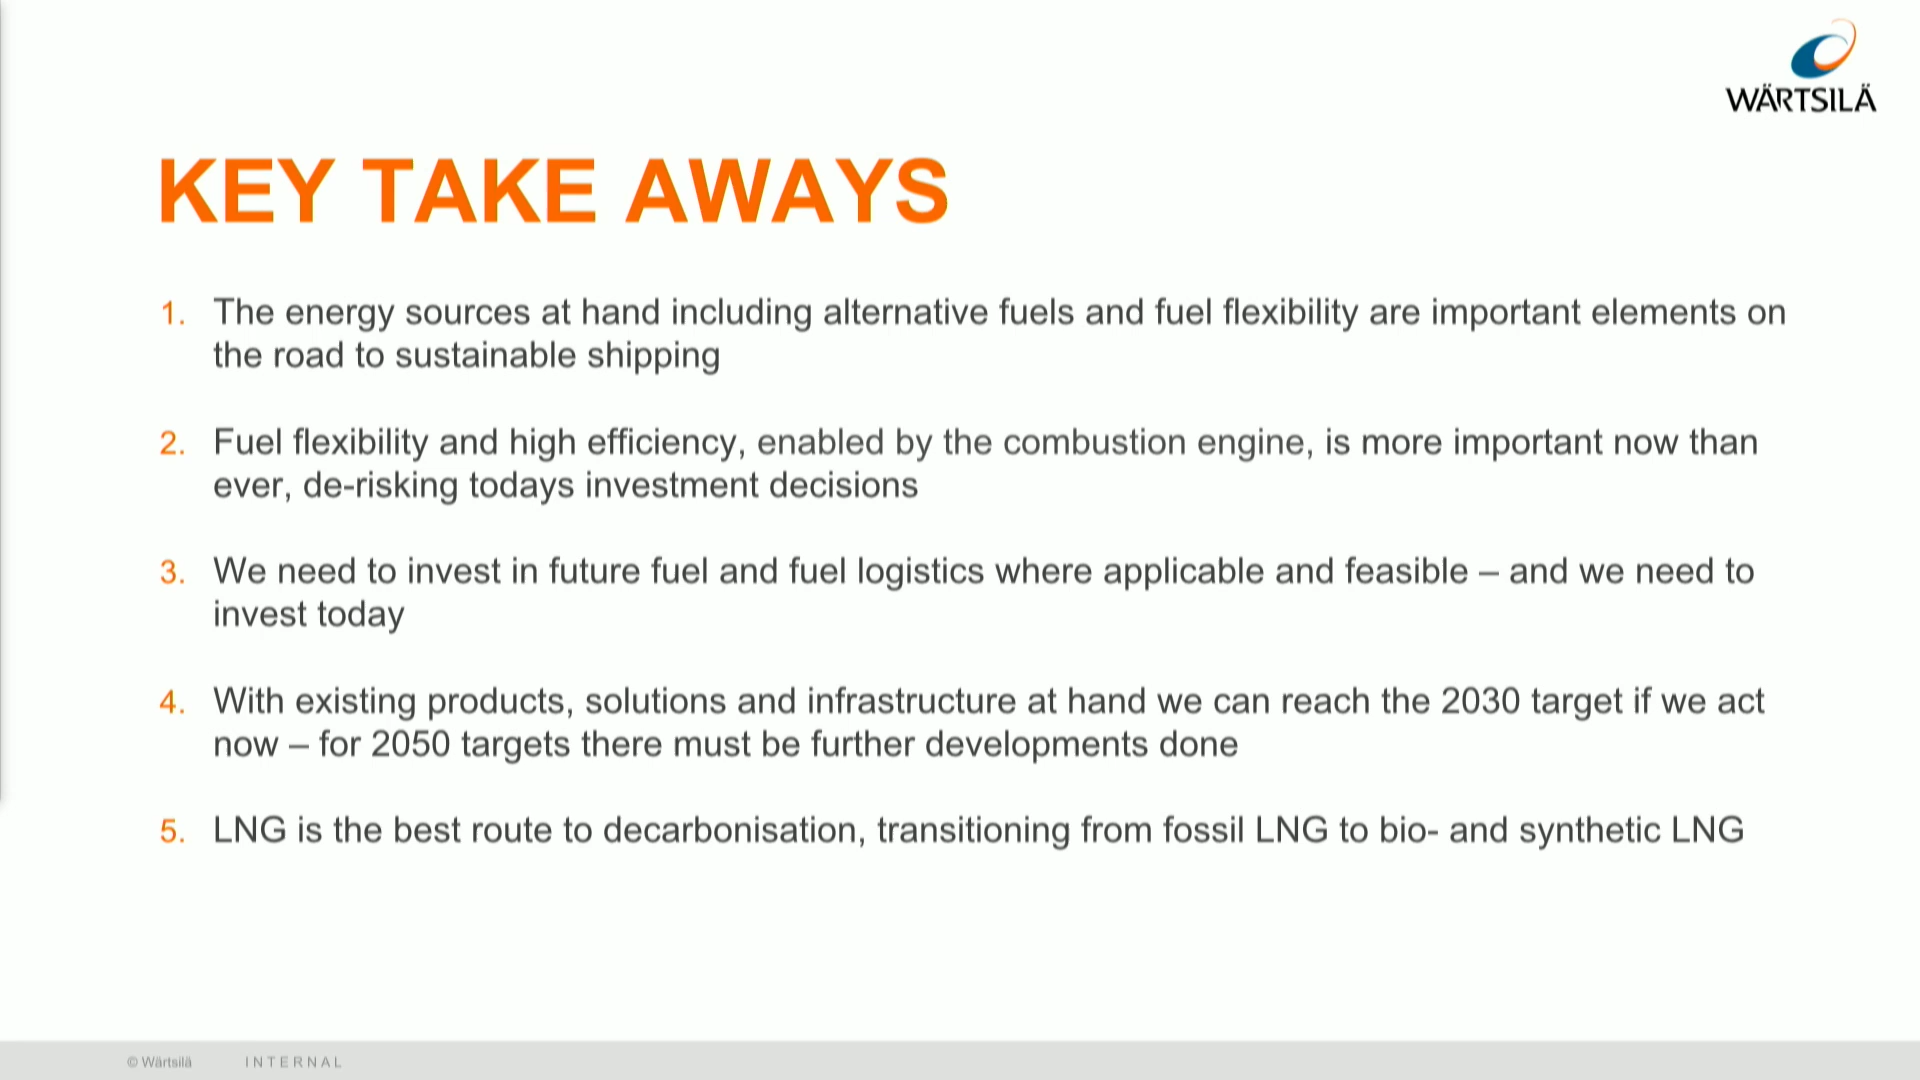 WÄRTSILÄ
KEY TAKE AWAYS
1. The energy sources at hand including alternative fuels and fuel flexibility are important elements on
the road to sustainable shipping
2. Fuel flexibility and high efficiency, enabled by the combustion engine, is more important now than
ever, de-risking todays investment decisions
3. We need to invest in future fuel and fuel logistics where applicable and feasible – and we need to
invest today
4. With existing products, solutions and infrastructure at hand we can reach the 2030 target if we act
now – for 2050 targets there must be further developments done
5. LNG is the best route to decarbonisation, transitioning from fossil LNG to bio- and synthetic LNG
© Wärtsilä INTERNAL